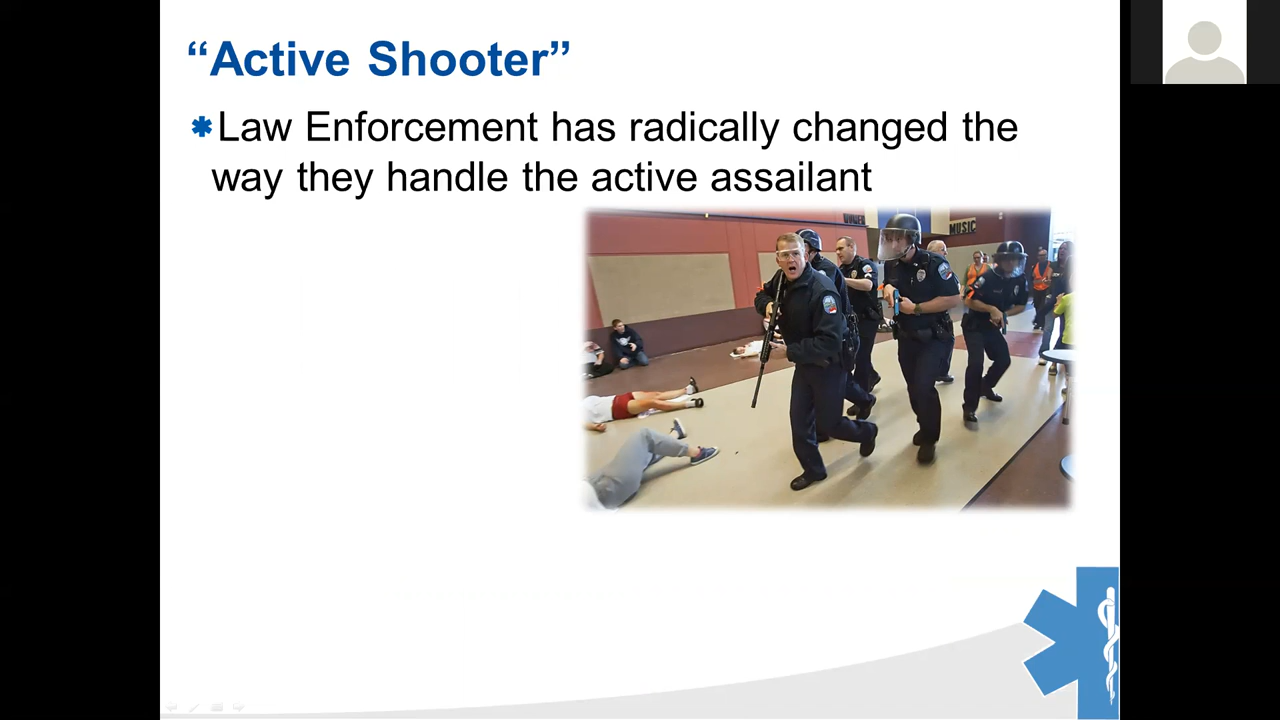 “Active Shooter”
Law Enforcement has radically changed the
way they handle the active assailant
MUSIC